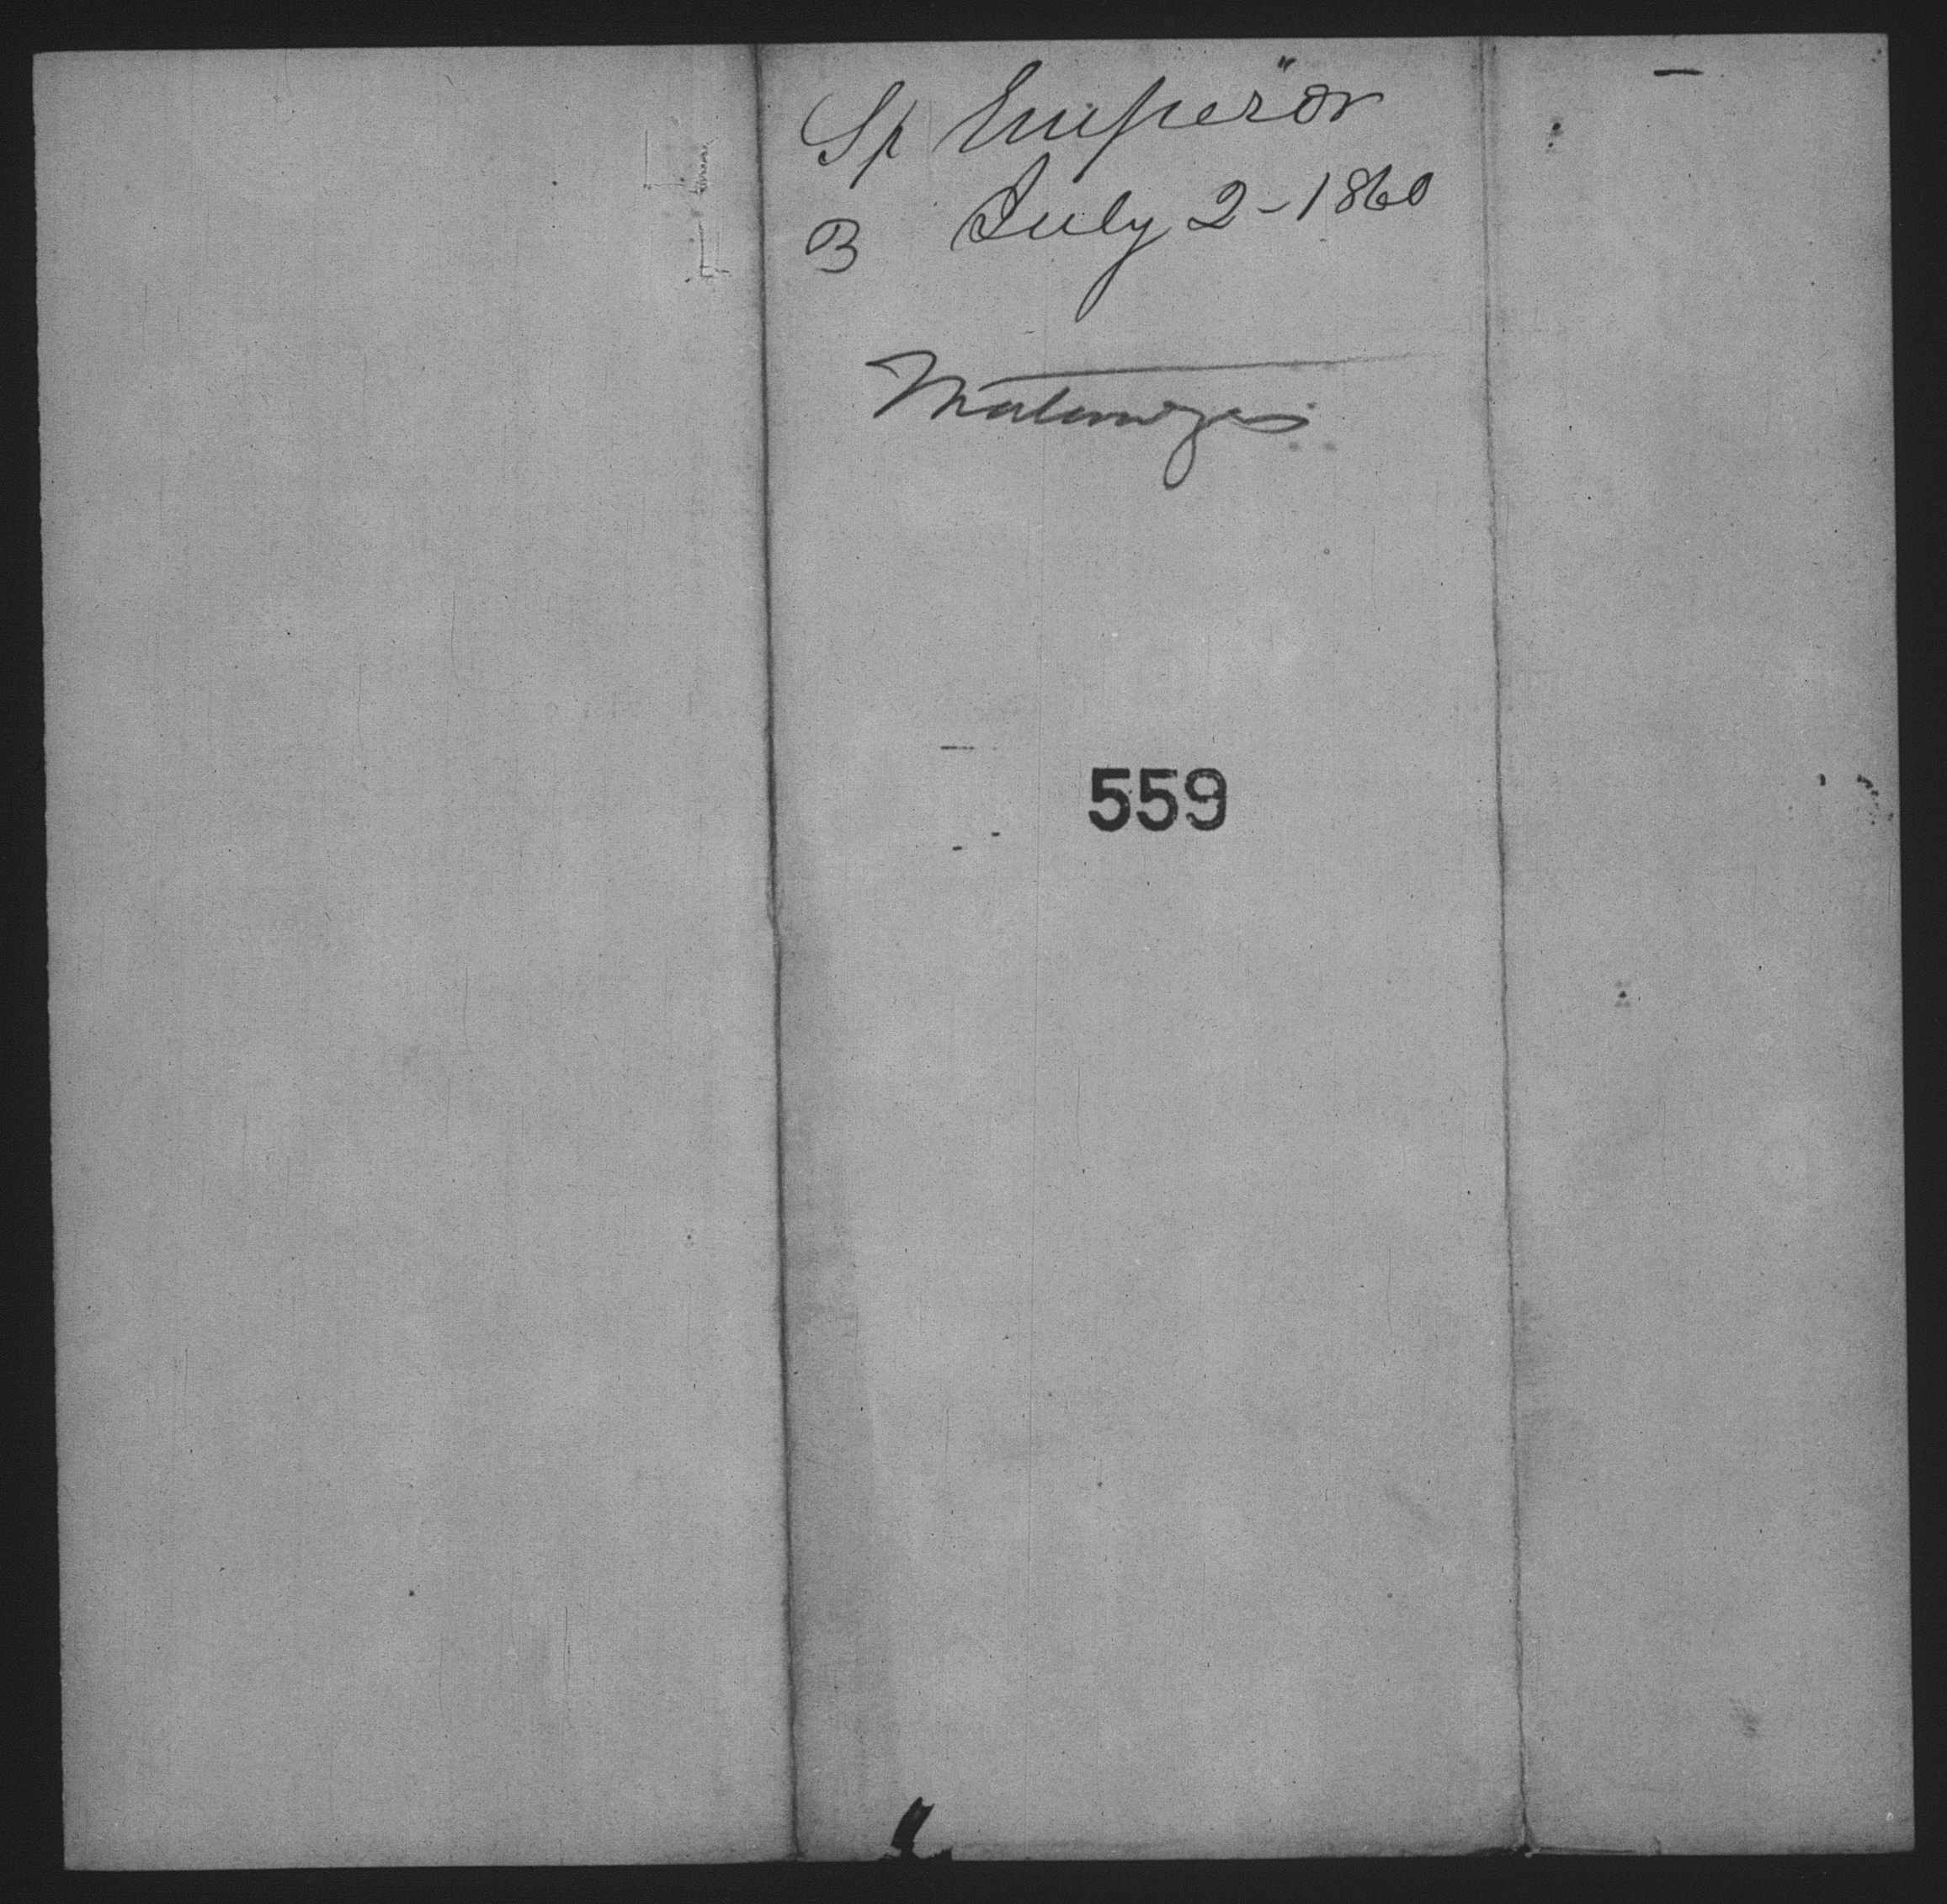 Sp Emperor
B July 2-1860
Matanzas
559